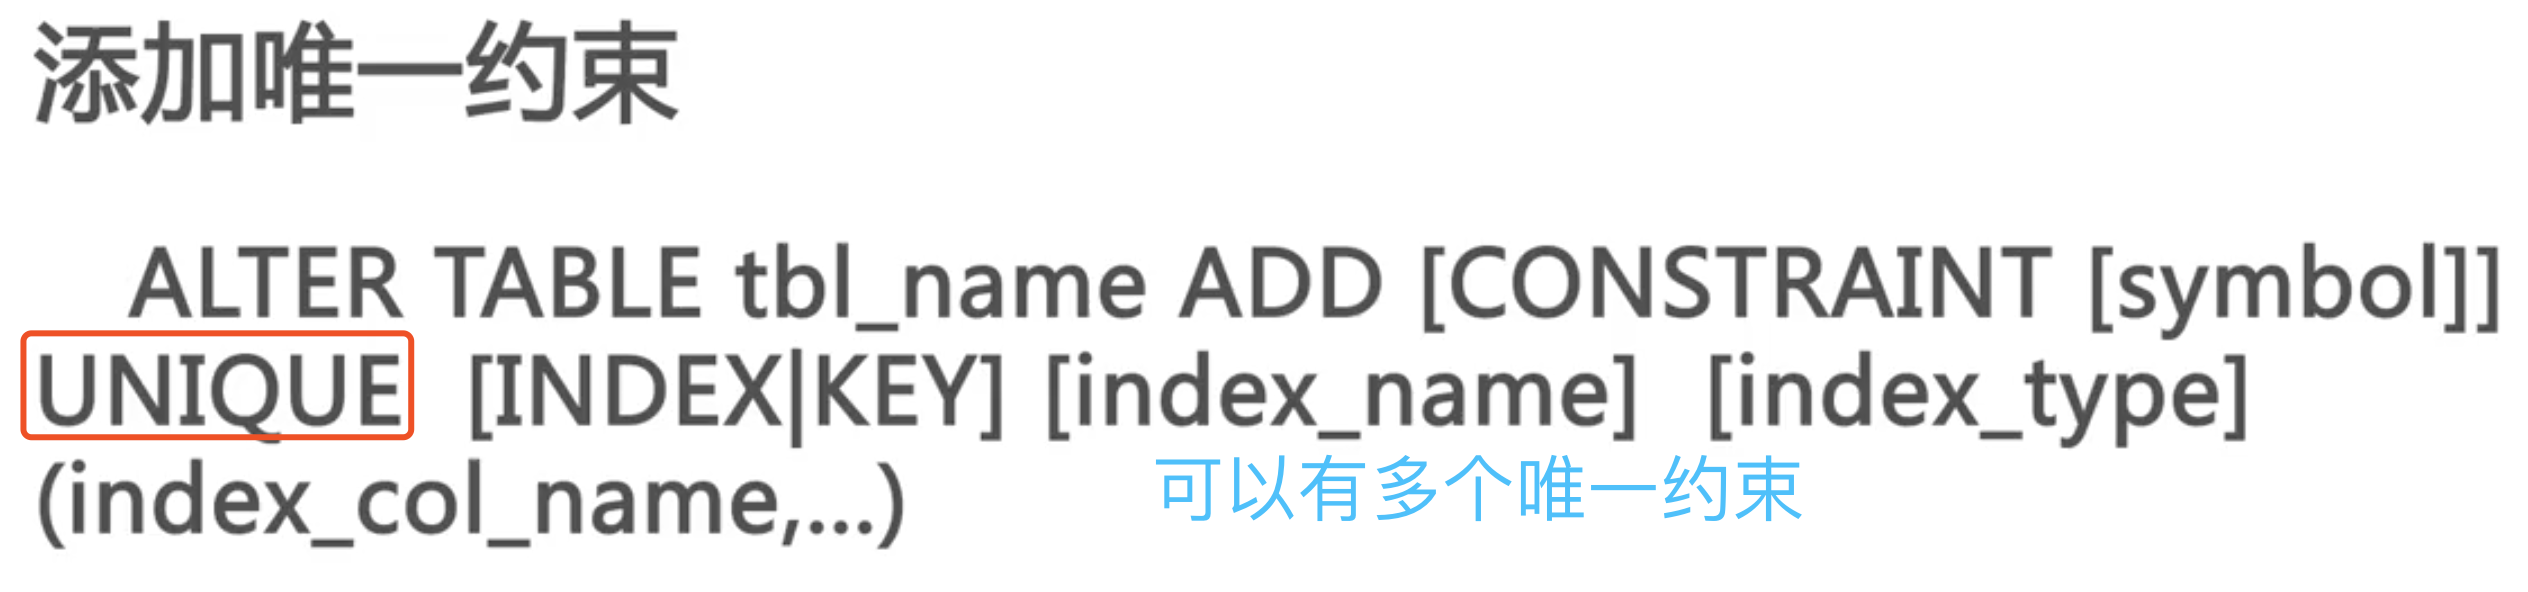 添加唯一约束
ALTER TABLE tbl_name ADD [CONSTRAINT [symbol]]
UNIQUE [INDEX|KEY] [index_name] [index_type]
(index_col_name,...)
可以有多个唯一约束